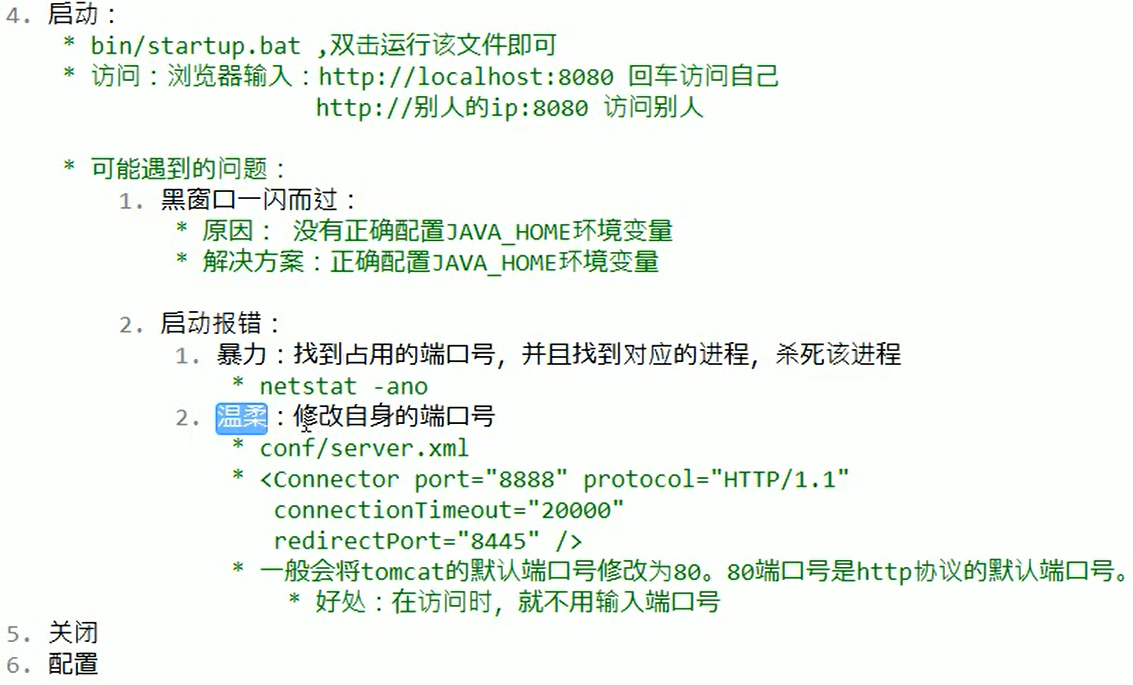 4. 启动：
* bin/startup.bat ,双击运行该文件即可
* 访问：浏览器输入：http://localhost:8080 回车访问自己
http://别人的ip:8080 访问别人
* 可能遇到的问题：
1. 黑窗口一闪而过：
* 原因： 没有正确配置JAVA_HOME环境变量
* 解决方案：正确配置JAVA_HOME环境变量
2. 启动报错：
1. 暴力：找到占用的端口号，并且找到对应的进程，杀死该进程
* netstat -ano
2. 温柔：修改自身的端口号
* conf/server.xml
* <Connector port="8888" protocol="HTTP/1.1"
connectionTimeout="20000"
redirectPort="8445" />
* 一般会将tomcat的默认端口号修改为80。80端口号是http协议的默认端口号。
* 好处：在访问时，就不用输入端口号
5. 关闭
6. 配置